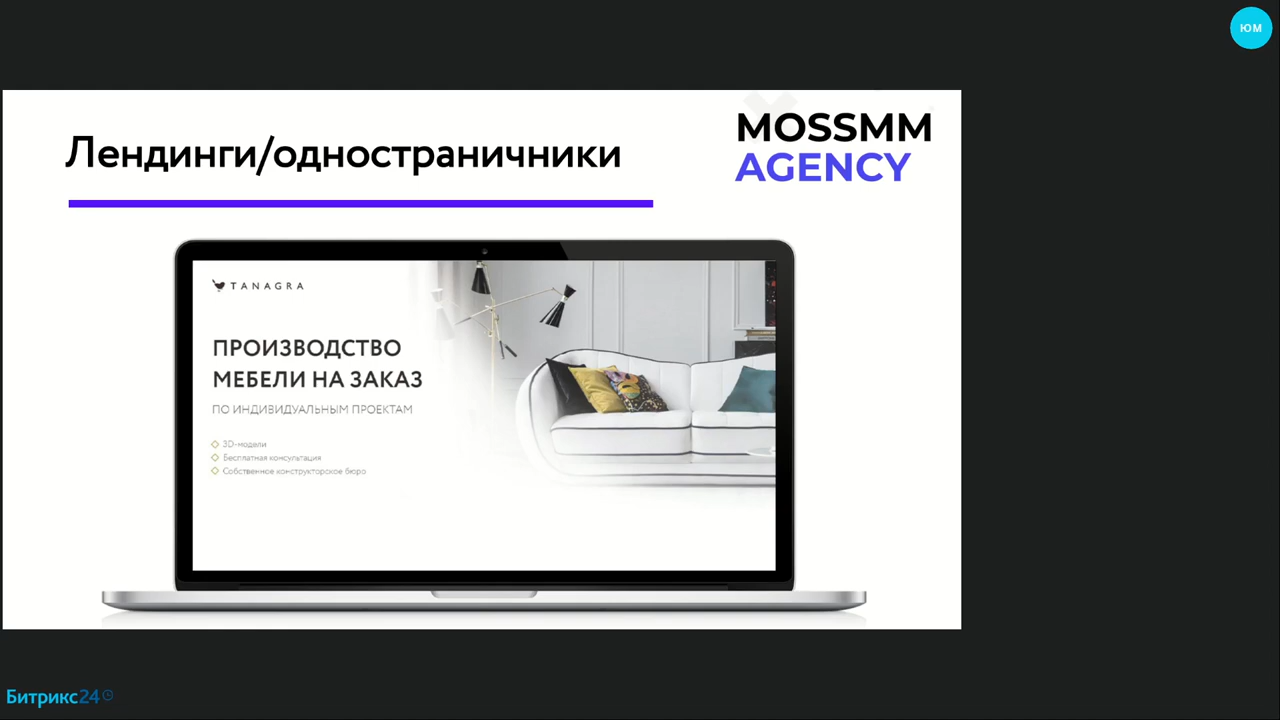 ЮМ
Лендинги/одностраничники
MOSSMM
AGENCY
TANAGRA
ПРОИЗВОДСТВО
МЕБЕЛИ НА ЗАКАЗ
ПО ИНДИВИДУАЛЬНЫМ ПРОЕКТАМ
3D-модели
Бесплатная консультация
Собственное конструкторское бюро
Битрикс24